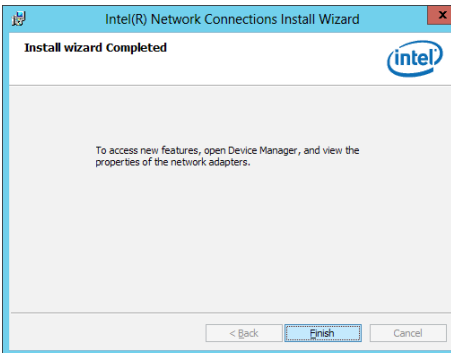 Intel(R) Network Connections Install Wizard
x
Install wizard Completed
intel
To access new features, open Device Manager, and view the
properties of the network adapters.
< Back
Finish
Cancel